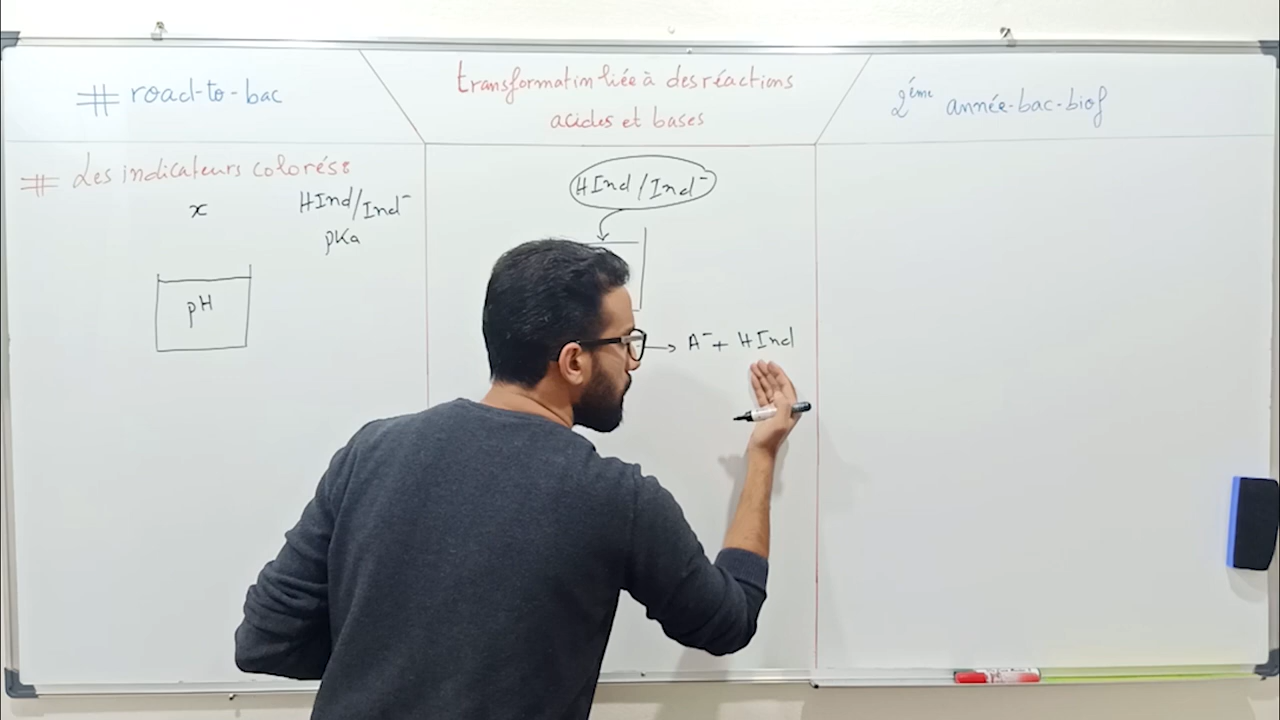 # road-to-bac
transformation liée à des réactions
acides et bases
2ème année-bac-biof
# Les indicateurs colorés:
x
HInd/Ind⁻
pKa
pH
HInd/Ind⁻
→ A⁻ + HInd